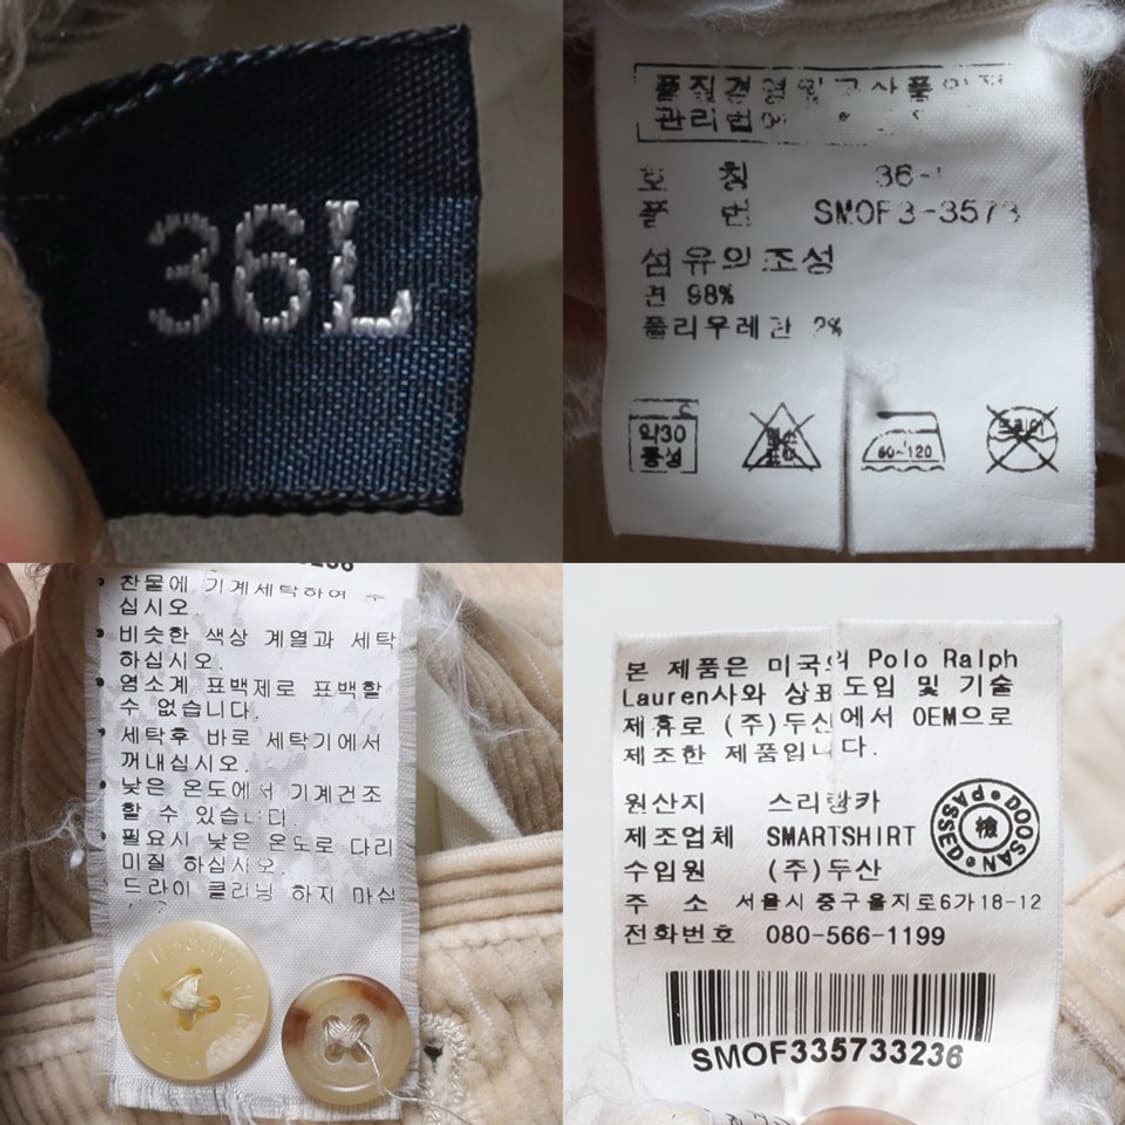 36L
품질경영 및 공산품안전
관리법에
호 칭 36-
품 번 SMOF3-3573
섬유의조성
면 98%
폴리우레탄 2%
약30
중성
염소
표백
60~120
드라이
찬물에 기계세탁하여 주
십시오.
비슷한 색상 계열과 세탁
하십시오.
염소계 표백제로 표백할
수 없습니다.
세탁후 바로 세탁기에서
꺼내십시오.
낮은 온도에서 기계건조
할 수 있습니다.
필요시 낮은 온도로 다리
미질 하십시오.
드라이 클리닝 하지 마십
본 제품은 미국의 Polo Ralph
Lauren사와 상표도입 및 기술
제휴로 (주)두산에서 OEM으로
제조한 제품입니다.
원산지 스리랑카
제조업체 SMARTSHIRT
수입원 (주)두산
주 소 서울시 중구을지로6가18-12
전화번호 080-566-1199
DOOSAN PASSED
檢
SMOF335733236